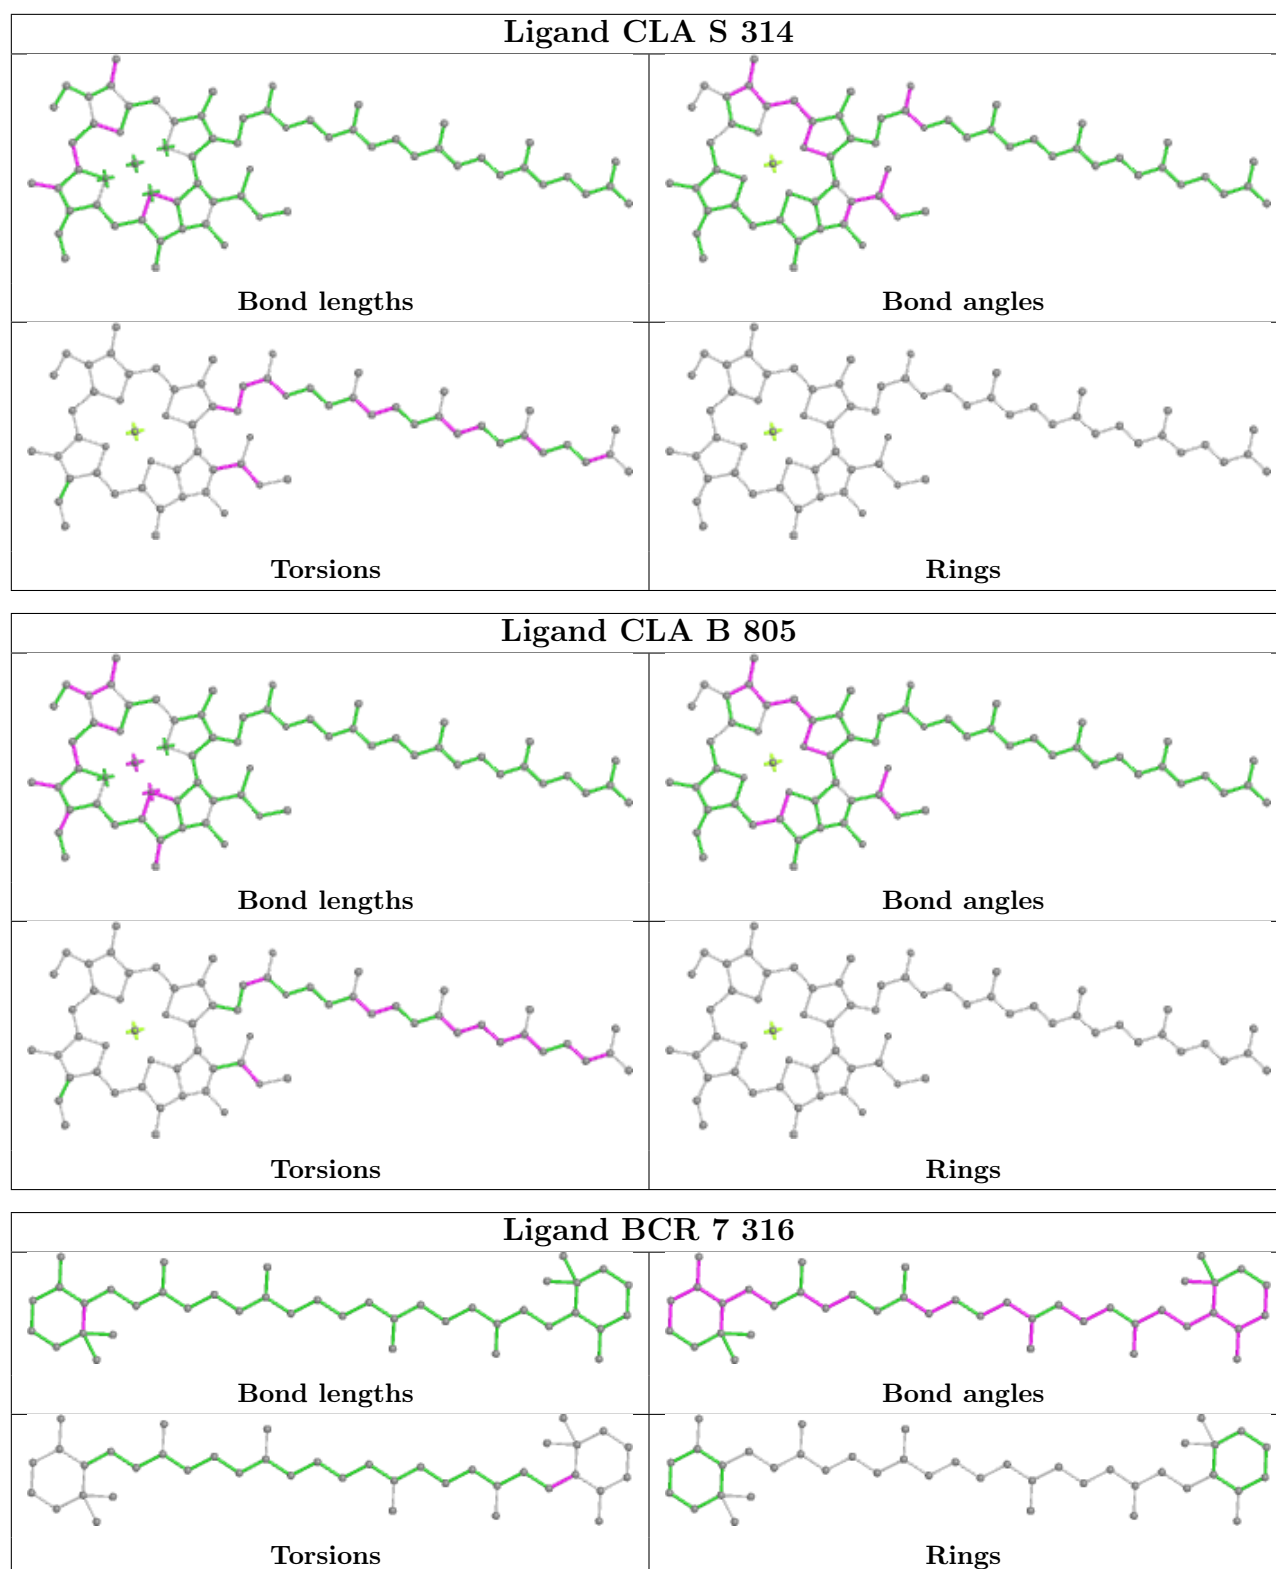 Ligand CLA S 314
Bond lengths
Bond angles
Torsions
Rings
Ligand CLA B 805
Bond lengths
Bond angles
Torsions
Rings
Ligand BCR 7 316
Bond lengths
Bond angles
Torsions
Rings